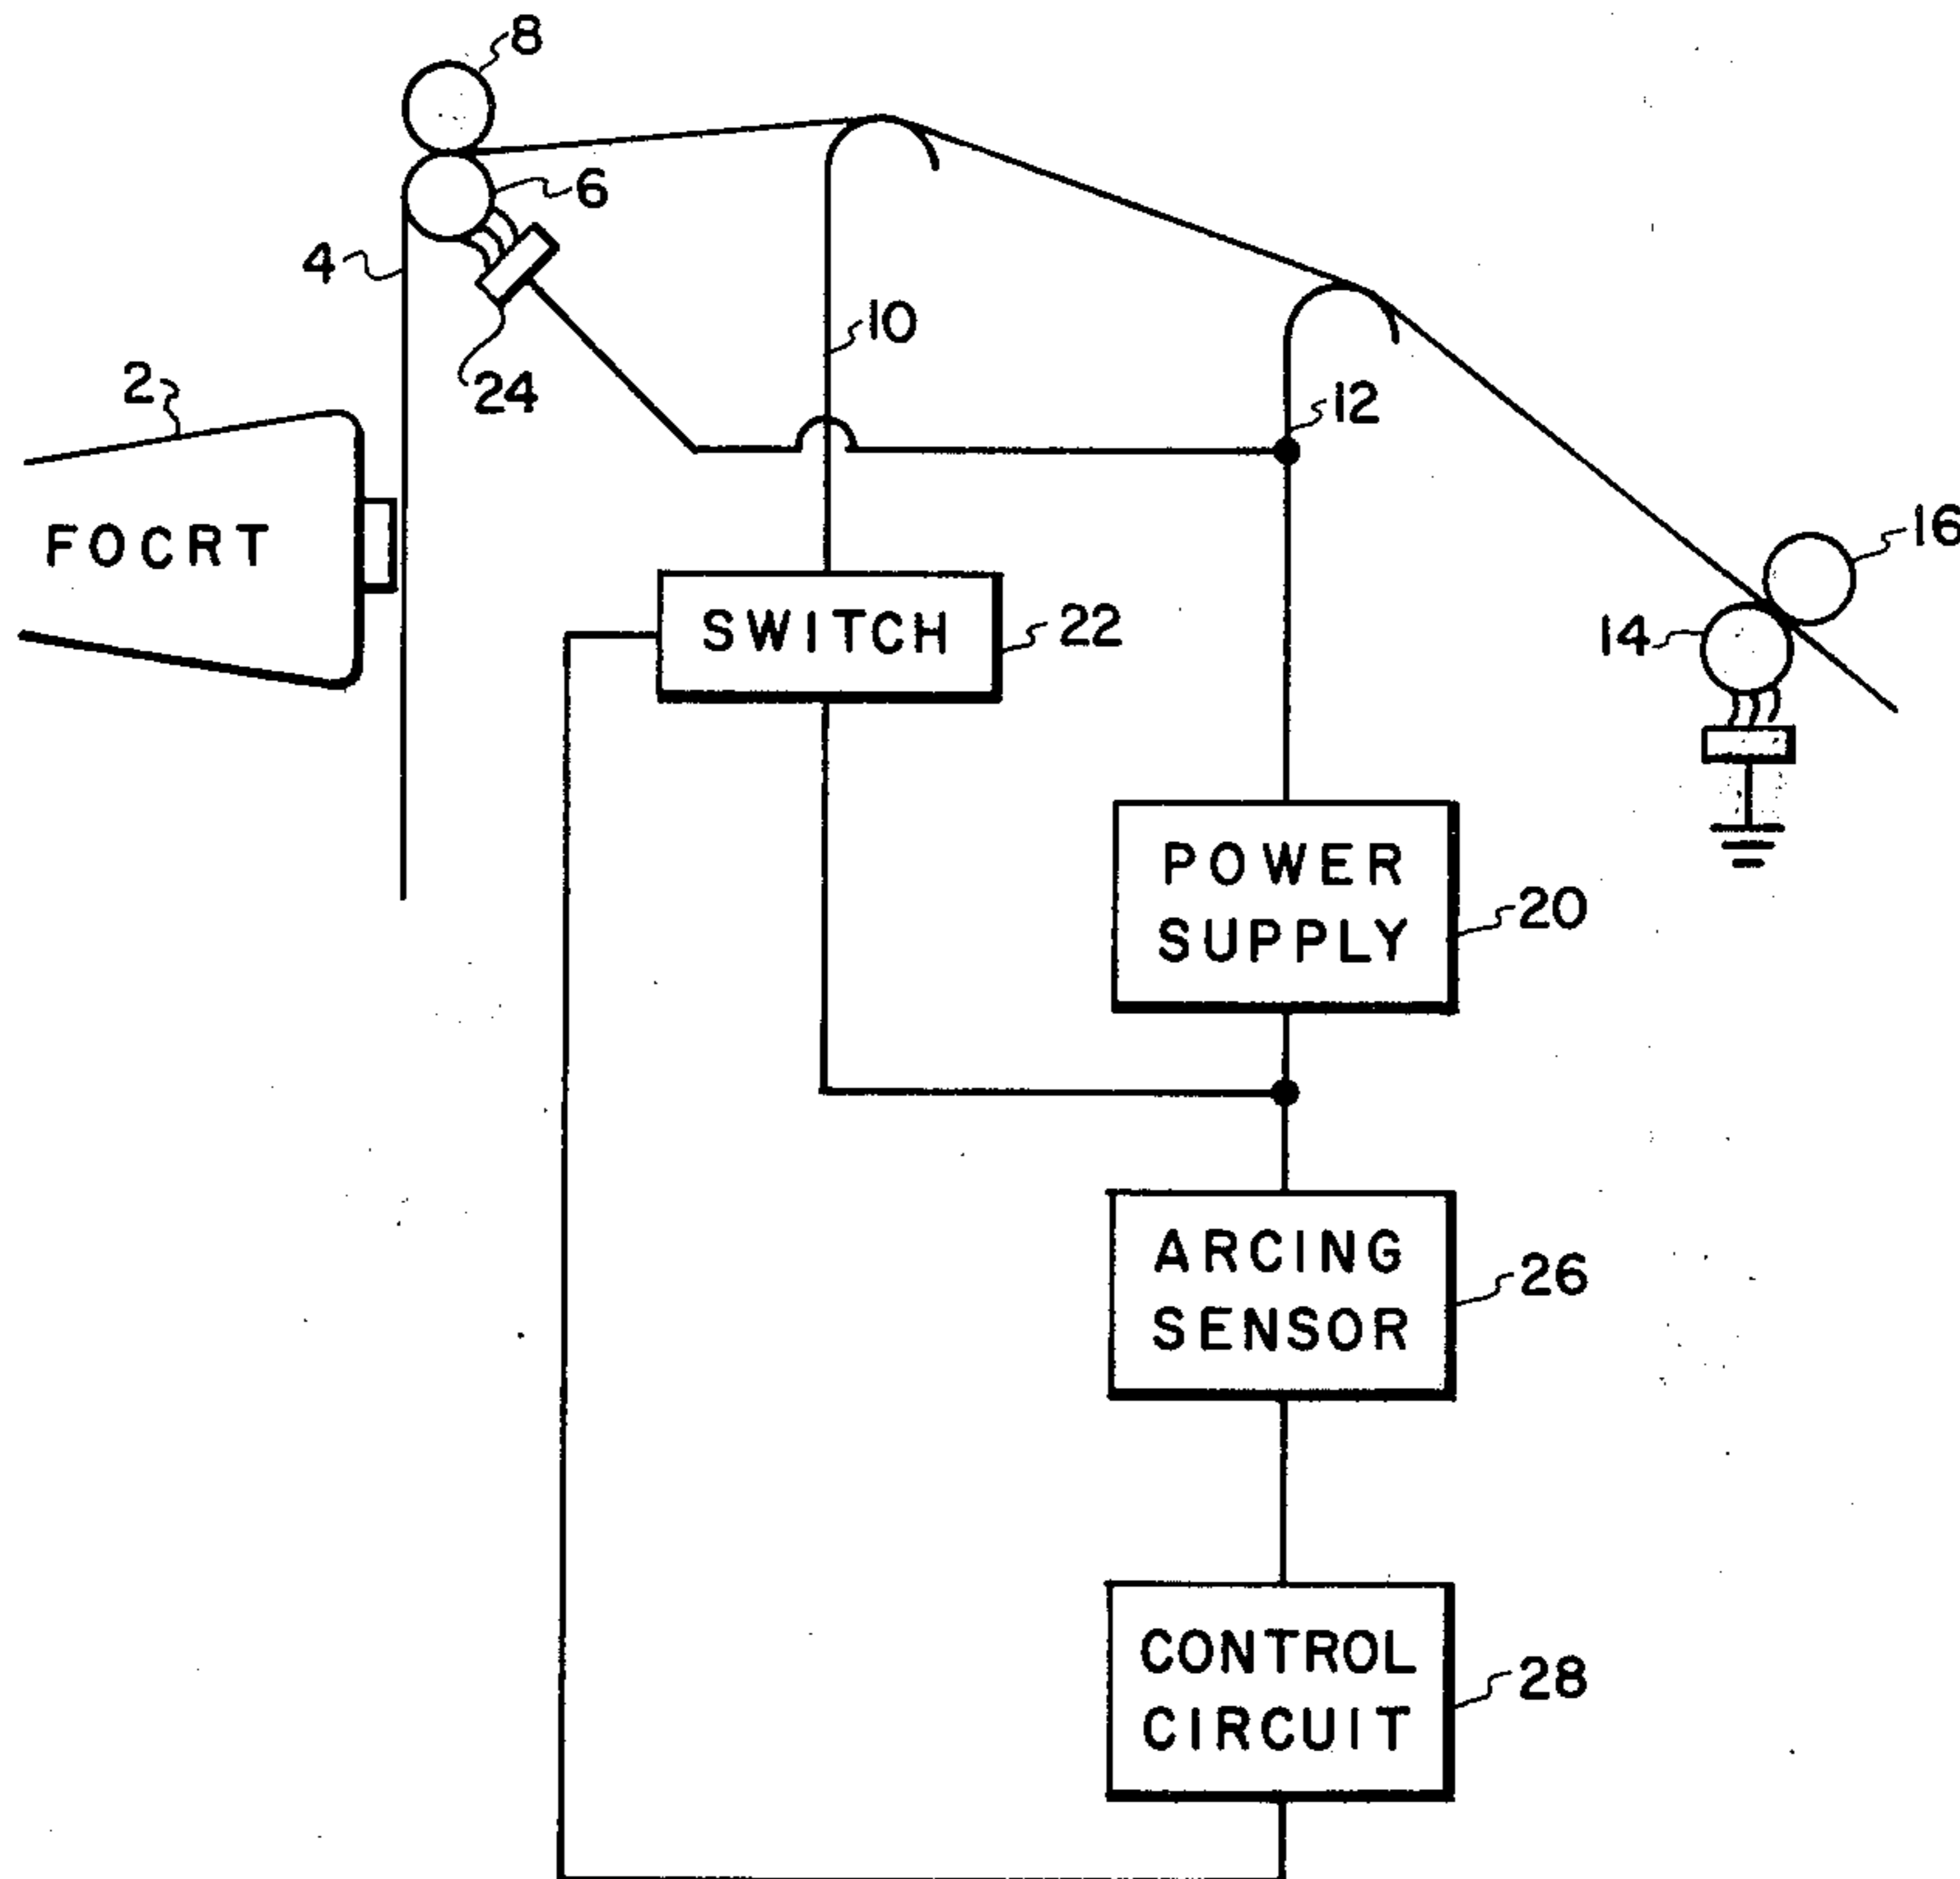 8
6
4
10
24
2
12
FOCRT
16
SWITCH
22
14
POWER
SUPPLY
20
ARCING
SENSOR
26
CONTROL
CIRCUIT
28